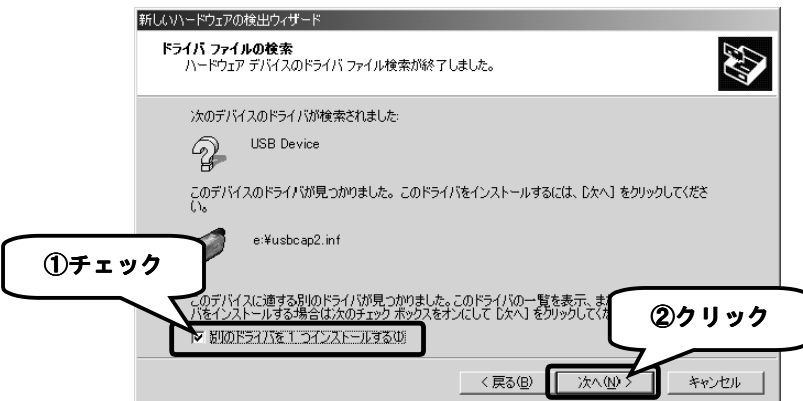 新しいハードウェアの検出ウィザード
ドライバ ファイルの検索
ハードウェア デバイスのドライバ ファイル検索が終了しました。
次のデバイスのドライバが検索されました:
USB Device
このデバイスのドライバが見つかりました。このドライバをインストールするには、[次へ] をクリックしてくださ
い。
e:¥usbcap2.inf
①チェック
このデバイスに適する別のドライバが見つかりました。このドライバの一覧を表示、ま
バをインストールする場合は次のチェック ボックスをオンにして [次へ] をクリックしてくだ
②クリック
別のドライバを 1 つインストールする(I)
< 戻る(B)
次へ(N) >
キャンセル